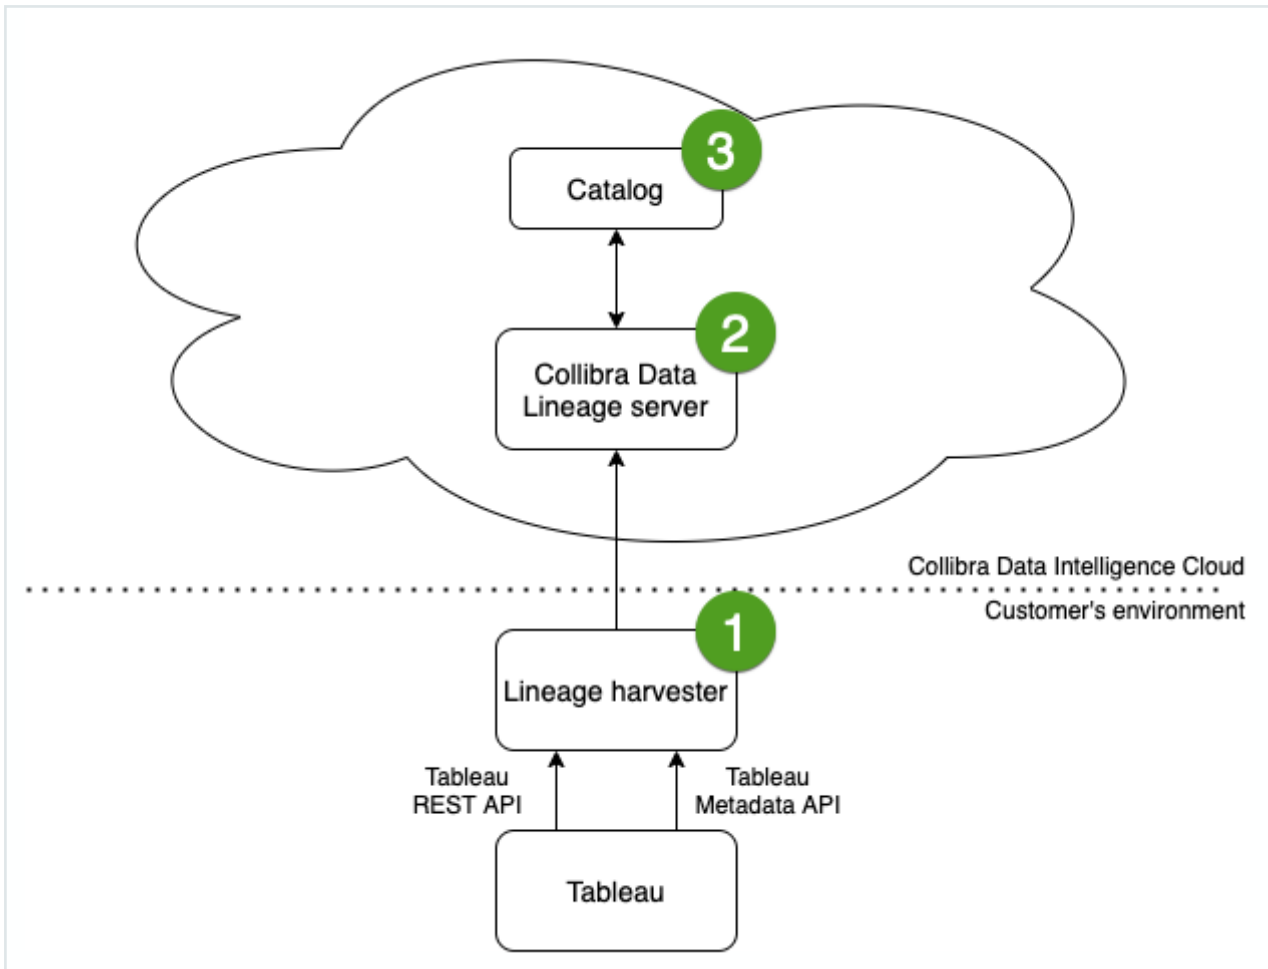 3
Catalog
2
Collibra Data
Lineage server
Collibra Data Intelligence Cloud
Customer's environment
1
Lineage harvester
Tableau
REST API
Tableau
Metadata API
Tableau